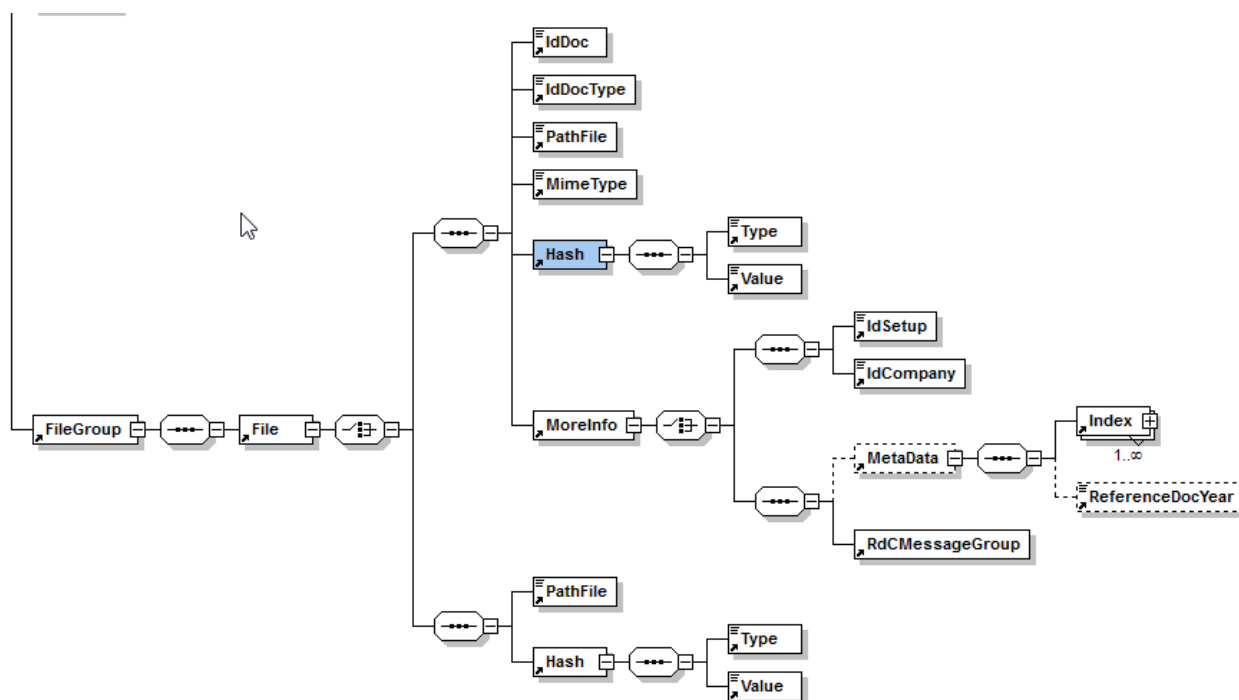 IdDoc
IdDocType
PathFile
MimeType
Type
Hash
Value
IdSetup
IdCompany
FileGroup
File
MoreInfo
Index
1..∞
MetaData
ReferenceDocYear
RdCMessageGroup
PathFile
Type
Hash
Value